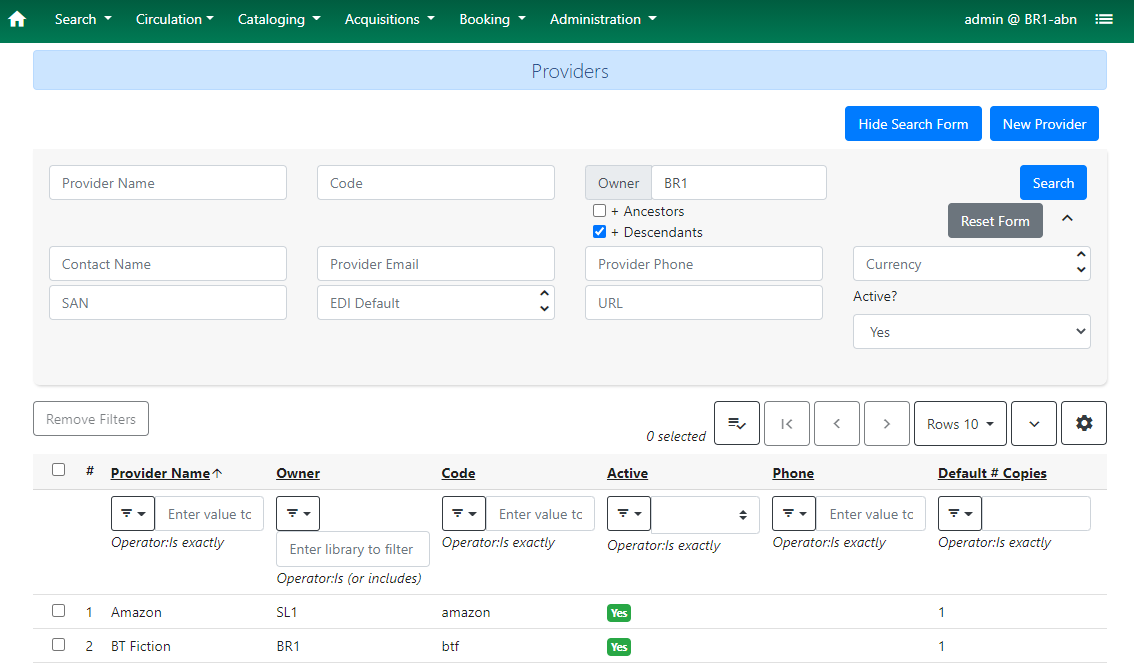 Search Circulation Cataloging Acquisitions Booking Administration admin @ BR1-abn
Providers
Hide Search Form New Provider
Provider Name Code Owner BR1 Search
+ Ancestors
Reset Form
+ Descendants
Contact Name Provider Email Provider Phone Currency
SAN EDI Default URL Active?
Yes
Remove Filters
0 selected Rows 10
# Provider Name Owner Code Active Phone Default # Copies
Enter value tc Enter value tc Enter value tc
Operator:Is exactly Enter library to filter Operator:Is exactly Operator:Is exactly Operator:Is exactly Operator:Is exactly
Operator:Is (or includes)
1 Amazon SL1 amazon Yes 1
2 BT Fiction BR1 btf Yes 1